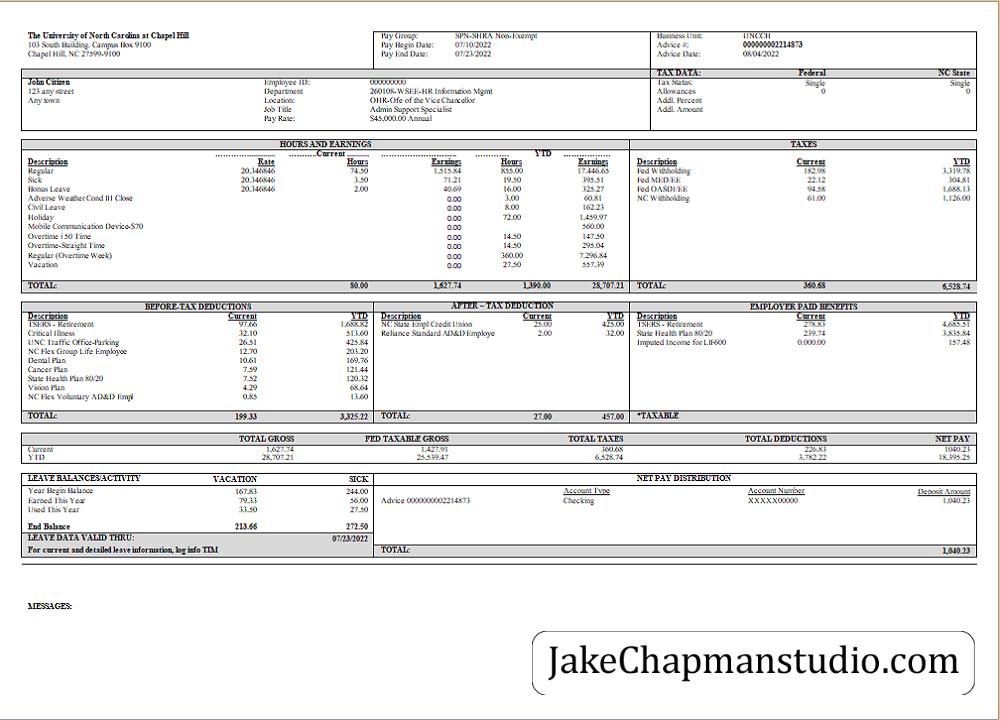 The University of North Carolina at Chapel Hill
103 South Building, Campus Box 9100
Chapel Hill, NC 27599-9100
Pay Group: SPN-SHRA Non-Exempt
Pay Begin Date: 07/10/2022
Pay End Date: 07/23/2022
Business Unit: UNCCH
Advice #: 000000002214873
Advice Date: 08/04/2022
John Citizen
123 any street
Any town
Employee ID: 000000000
Department 260108-WSEE-HR Information Mgmt
Location: OHR-Ofc of the Vice Chancellor
Job Title Admin Support Specialist
Pay Rate: $45,000.00 Annual
TAX DATA: Federal NC State
Tax Status: Single Single
Allowances 0 0
Addl. Percent
Addl. Amount
HOURS AND EARNINGS
Current YTD
Description Rate Hours Earnings Hours Earnings
Regular 20.346846 74.50 1,515.84 855.00 17,446.65
Sick 20.346846 3.50 71.21 19.50 395.51
Bonus Leave 20.346846 2.00 40.69 16.00 325.27
Adverse Weather Cond III Close 0.00 3.00 60.81
Civil Leave 0.00 8.00 162.23
Holiday 0.00 72.00 1,459.97
Mobile Communication Device-S70 0.00 560.00
Overtime 1.50 Time 0.00 14.50 147.50
Overtime-Straight Time 0.00 14.50 295.04
Regular (Overtime Week) 0.00 360.00 7,296.84
Vacation 0.00 27.50 557.39
TOTAL: 80.00 1,627.74 1,390.00 28,707.21
TAXES
Description Current YTD
Fed Withholding 182.98 3,319.78
Fed MED/EE 22.12 304.81
Fed OASDI/EE 94.58 1,688.13
NC Withholding 61.00 1,126.00
TOTAL: 360.68 6,528.74
BEFORE-TAX DEDUCTIONS
Description Current YTD
TSERS - Retirement 97.66 1,688.82
Critical Illness 32.10 513.60
UNC Traffic Office-Parking 26.51 425.84
NC Flex Group Life Employee 12.70 203.20
Dental Plan 10.61 169.76
Cancer Plan 7.59 121.44
State Health Plan 80/20 7.52 120.32
Vision Plan 4.29 68.64
NC Flex Voluntary AD&D Empl 0.85 13.60
TOTAL: 199.33 3,325.22
AFTER – TAX DEDUCTION
Description Current YTD
NC State Empl Credit Union 25.00 425.00
Reliance Standard AD&D Employe 2.00 32.00
TOTAL: 27.00 457.00
EMPLOYER PAID BENEFITS
Description Current YTD
TSERS - Retirement 278.83 4,685.51
State Health Plan 80/20 239.74 3,835.84
Imputed Income for LIF600 0.000.00 157.48
*TAXABLE
TOTAL GROSS FED TAXABLE GROSS TOTAL TAXES TOTAL DEDUCTIONS NET PAY
Current 1,627.74 1,427.91 360.68 226.83 1040.23
YTD 28,707.21 25,539.47 6,528.74 3,782.22 18,395.25
LEAVE BALANCES/ACTIVITY VACATION SICK
Year Begin Balance 167.83 244.00
Earned This Year 79.33 56.00
Used This Year 33.50 27.50
End Balance 213.66 272.50
LEAVE DATA VALID THRU: 07/23/2022
For current and detailed leave information, log info TIM
NET PAY DISTRIBUTION
Account Type Account Number Deposit Amount
Advice 0000000002214873 Checking XXXXX00000 1,040.23
TOTAL: 1,040.23
MESSAGES:
JakeChapmanstudio.com